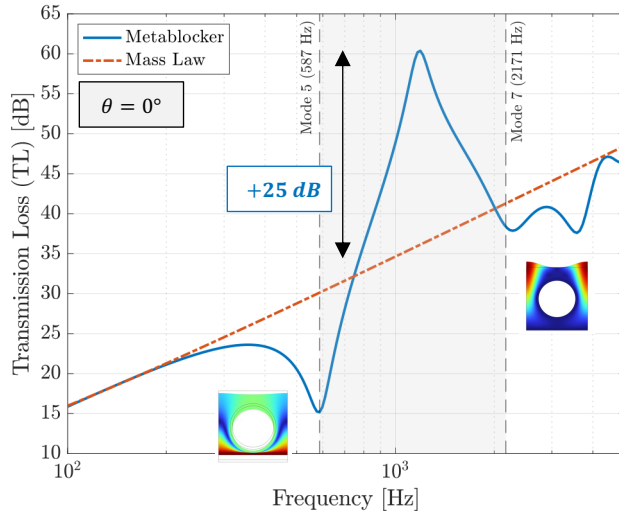 Metablocker
Mass Law
θ = 0°
+25 dB
Mode 5 (587 Hz)
Mode 7 (2171 Hz)
Transmission Loss (TL) [dB]
65
60
55
50
45
40
35
30
25
20
15
10
10^2
10^3
Frequency [Hz]